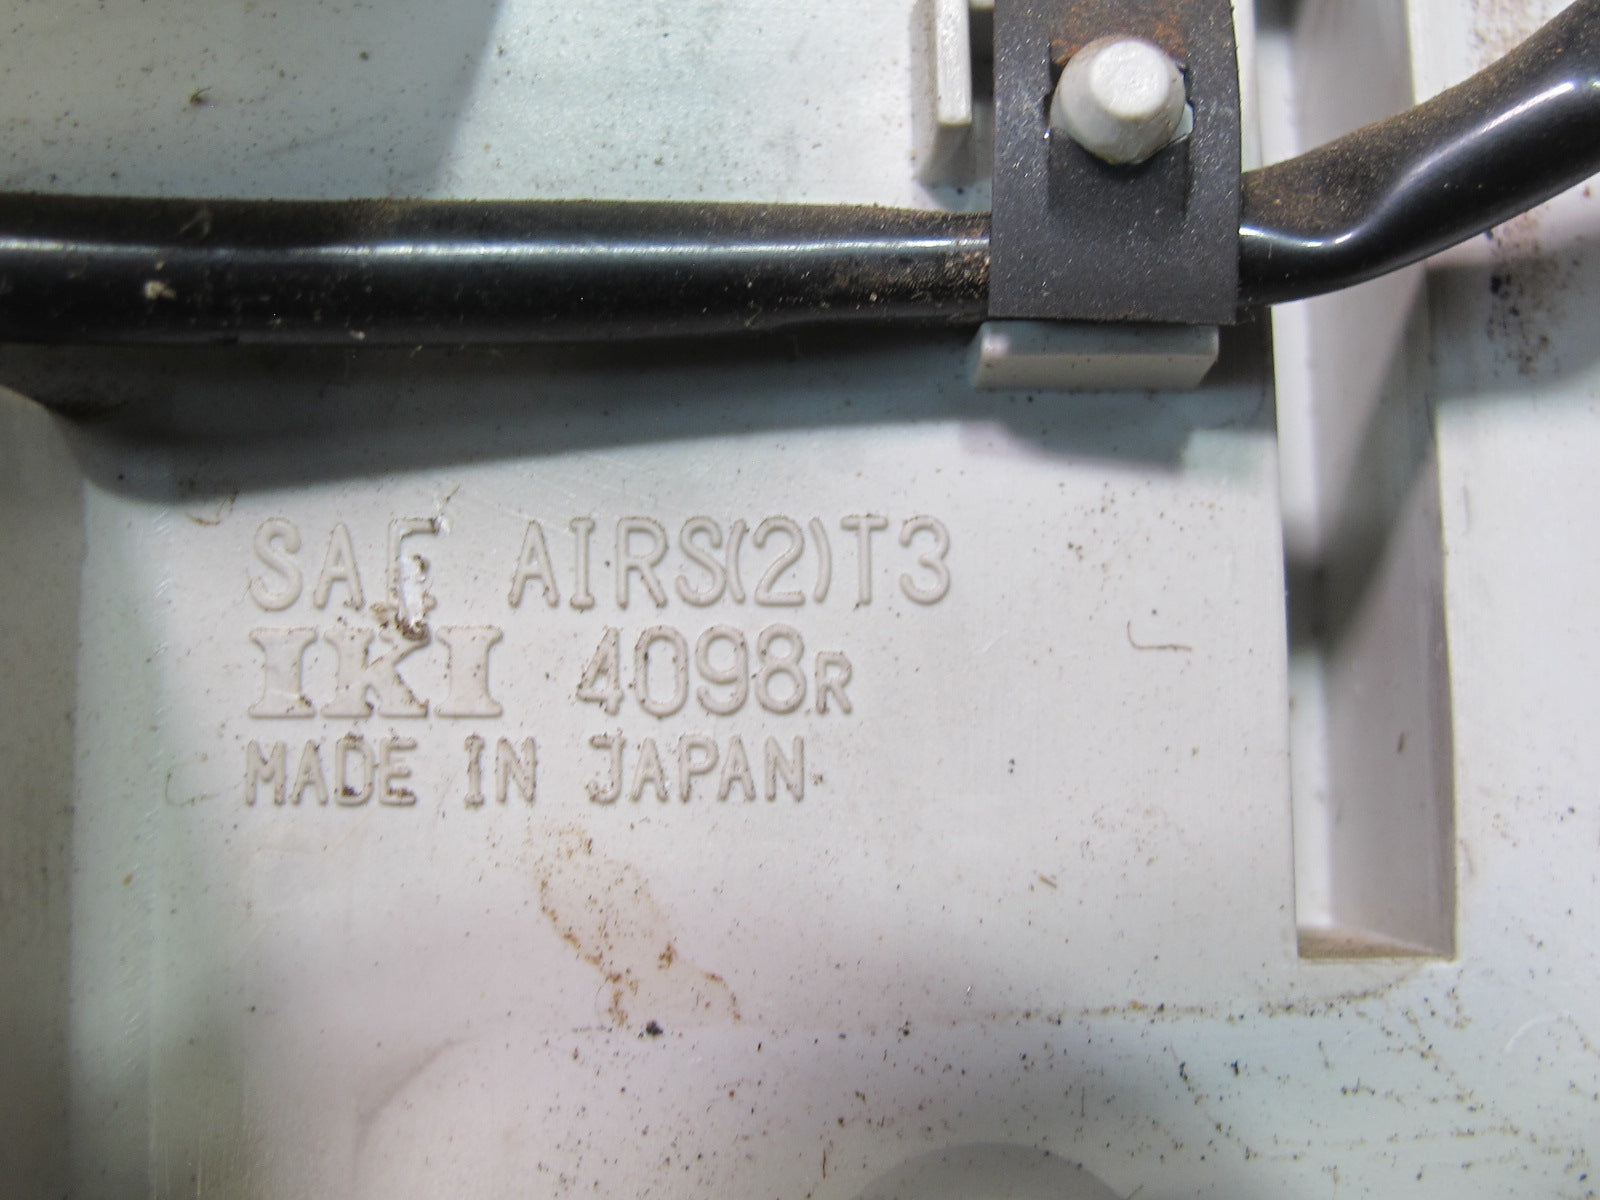 SAE AIRS(2)T3
IKI 4098R
MADE IN JAPAN